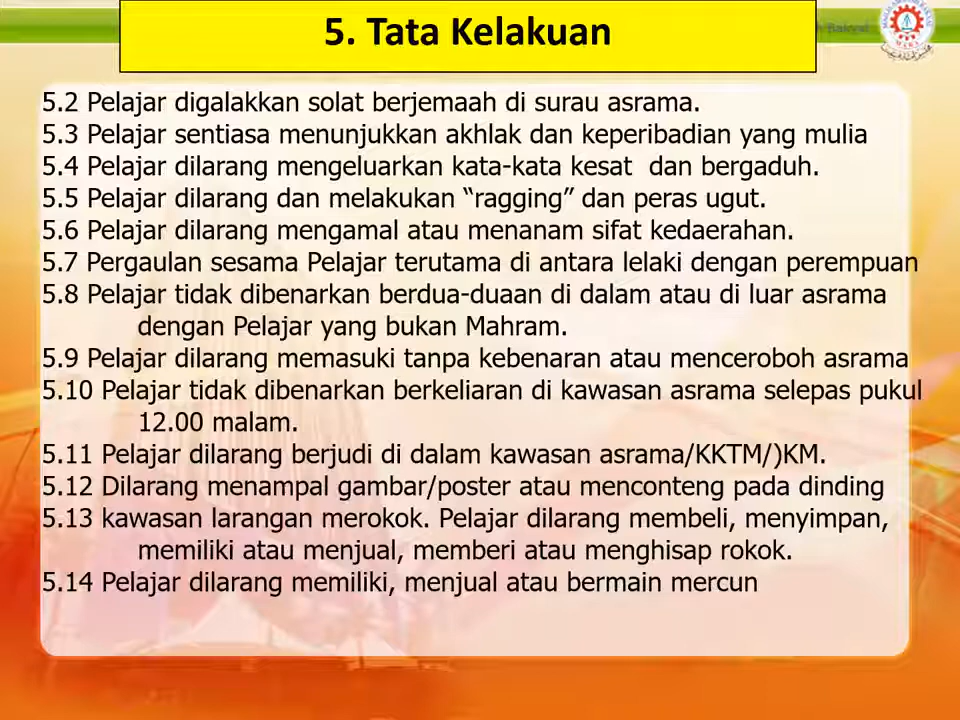 5. Tata Kelakuan
Bakyal
MARA
5.2 Pelajar digalakkan solat berjemaah di surau asrama.
5.3 Pelajar sentiasa menunjukkan akhlak dan keperibadian yang mulia
5.4 Pelajar dilarang mengeluarkan kata-kata kesat  dan bergaduh.
5.5 Pelajar dilarang dan melakukan “ragging” dan peras ugut.
5.6 Pelajar dilarang mengamal atau menanam sifat kedaerahan.
5.7 Pergaulan sesama Pelajar terutama di antara lelaki dengan perempuan
5.8 Pelajar tidak dibenarkan berdua-duaan di dalam atau di luar asrama
dengan Pelajar yang bukan Mahram.
5.9 Pelajar dilarang memasuki tanpa kebenaran atau menceroboh asrama
5.10 Pelajar tidak dibenarkan berkeliaran di kawasan asrama selepas pukul
12.00 malam.
5.11 Pelajar dilarang berjudi di dalam kawasan asrama/KKTM/)KM.
5.12 Dilarang menampal gambar/poster atau menconteng pada dinding
5.13 kawasan larangan merokok. Pelajar dilarang membeli, menyimpan,
memiliki atau menjual, memberi atau menghisap rokok.
5.14 Pelajar dilarang memiliki, menjual atau bermain mercun